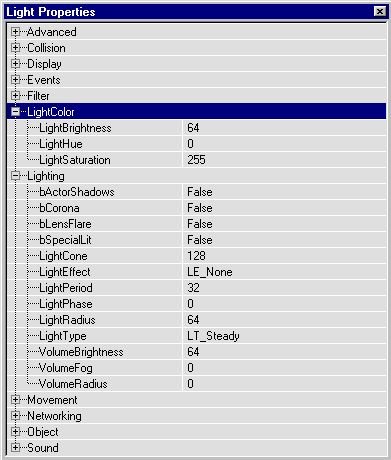 Light Properties
Advanced
Collision
Display
Events
Filter
LightColor
LightBrightness 64
LightHue 0
LightSaturation 255
Lighting
bActorShadows False
bCorona False
bLensFlare False
bSpecialLit False
LightCone 128
LightEffect LE_None
LightPeriod 32
LightPhase 0
LightRadius 64
LightType LT_Steady
VolumeBrightness 64
VolumeFog 0
VolumeRadius 0
Movement
Networking
Object
Sound